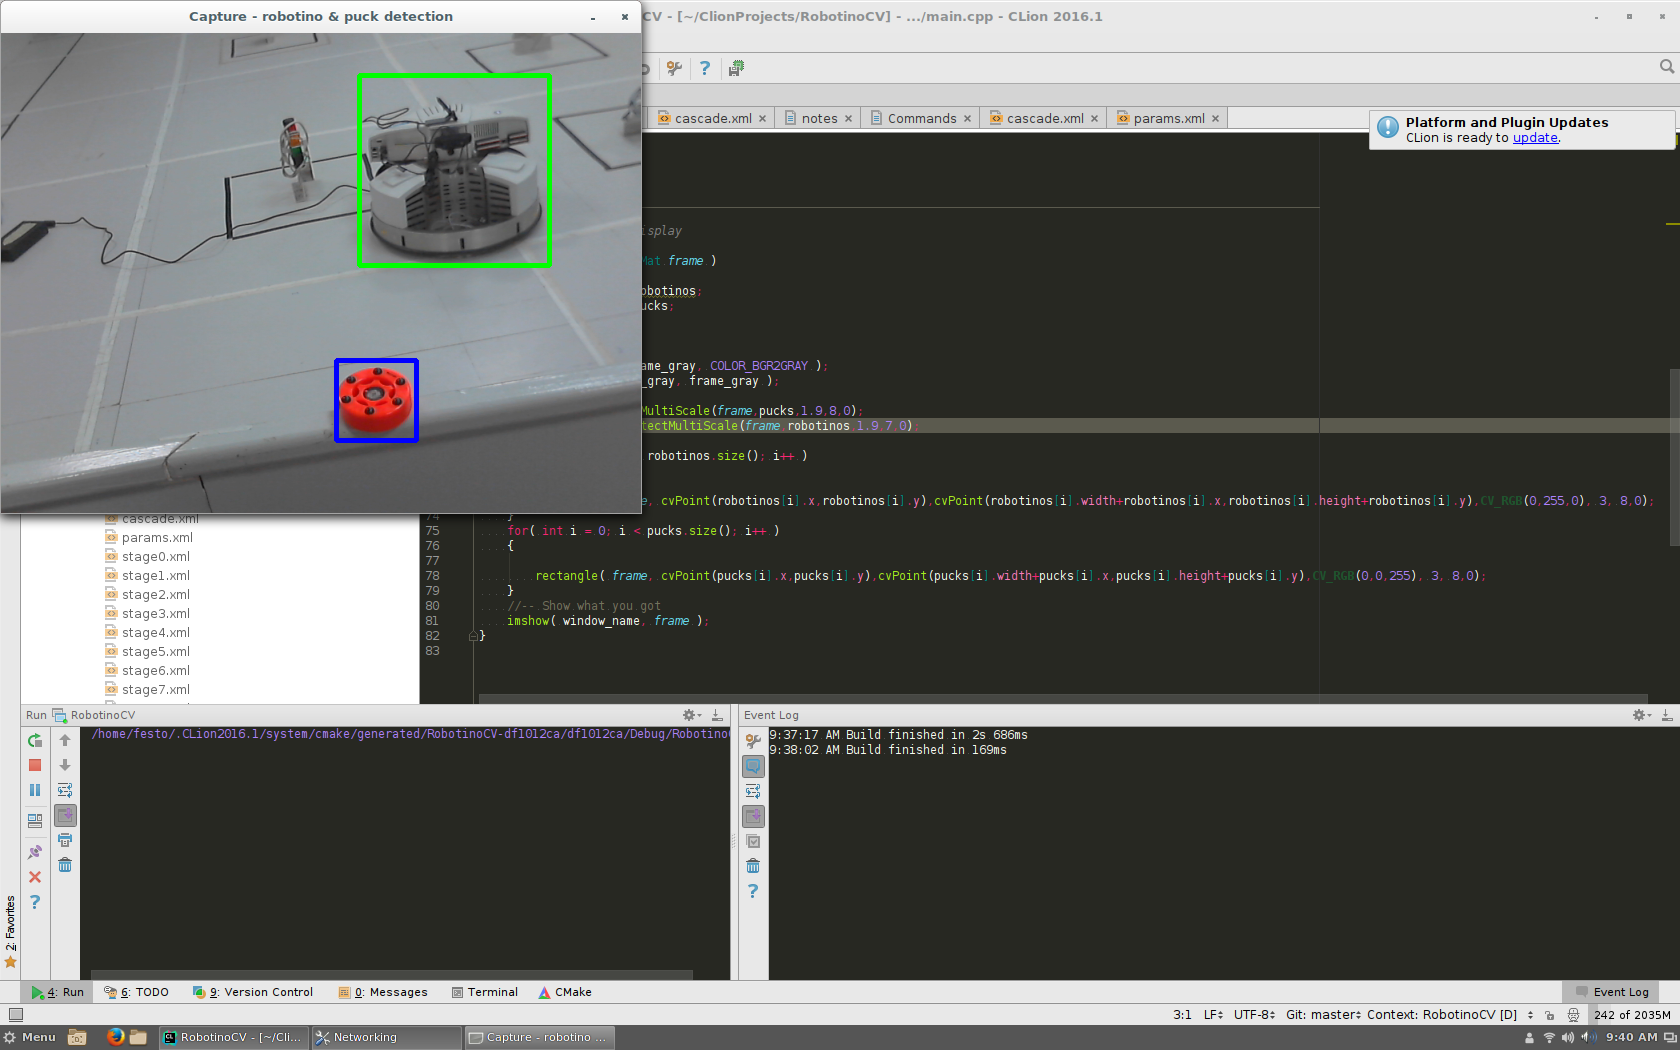 Capture - robotino & puck detection
CV - [~/ClionProjects/RobotinoCV] - .../main.cpp - CLion 2016.1
cascade.xml
notes
Commands
cascade.xml
params.xml
Platform and Plugin Updates
CLion is ready to update.
isplay
Mat frame )
obotinos;
ucks;
ame_gray, COLOR_BGR2GRAY );
_gray, frame_gray );
MultiScale(frame,pucks,1.9,8,0);
tectMultiScale(frame,robotinos,1.9,7,0);
robotinos.size(); i++ )
e, cvPoint(robotinos[i].x,robotinos[i].y),cvPoint(robotinos[i].width+robotinos[i].x,robotinos[i].height+robotinos[i].y),CV_RGB(0,255,0), 3, 8,0);
74 }
75 for( int i = 0; i < pucks.size(); i++ )
76 {
77
78 rectangle( frame, cvPoint(pucks[i].x,pucks[i].y),cvPoint(pucks[i].width+pucks[i].x,pucks[i].height+pucks[i].y),CV_RGB(0,0,255), 3, 8,0);
79 }
80 //-- Show what you got
81 imshow( window_name, frame );
82 }
83
cascade.xml
params.xml
stage0.xml
stage1.xml
stage2.xml
stage3.xml
stage4.xml
stage5.xml
stage6.xml
stage7.xml
Run RobotinoCV
/home/festo/.CLion2016.1/system/cmake/generated/RobotinoCV-df1012ca/df1012ca/Debug/Robotino
Event Log
9:37:17 AM Build finished in 2s 686ms
9:38:02 AM Build finished in 169ms
2: Favorites
4: Run
6: TODO
9: Version Control
0: Messages
Terminal
CMake
Event Log
3:1 LF UTF-8 Git: master Context: RobotinoCV [D] 242 of 2035M
Menu
RobotinoCV - [~/Cli...
Networking
Capture - robotino ...
9:40 AM